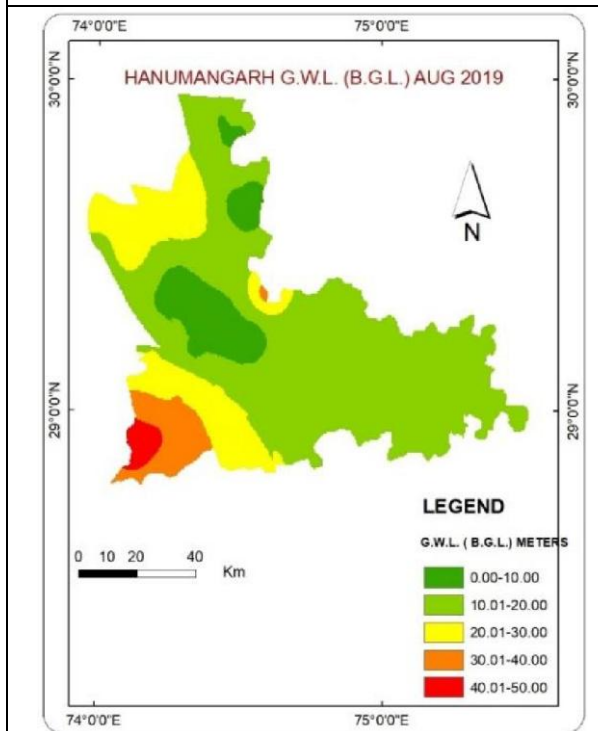 74°0'0"E 75°0'0"E
HANUMANGARH G.W.L. (B.G.L.) AUG 2019
30°0'0"N 30°0'0"N
N
29°0'0"N 29°0'0"N
LEGEND
G.W.L. ( B.G.L.) METERS
0 10 20 40
Km
0.00-10.00
10.01-20.00
20.01-30.00
30.01-40.00
40.01-50.00
74°0'0"E 75°0'0"E